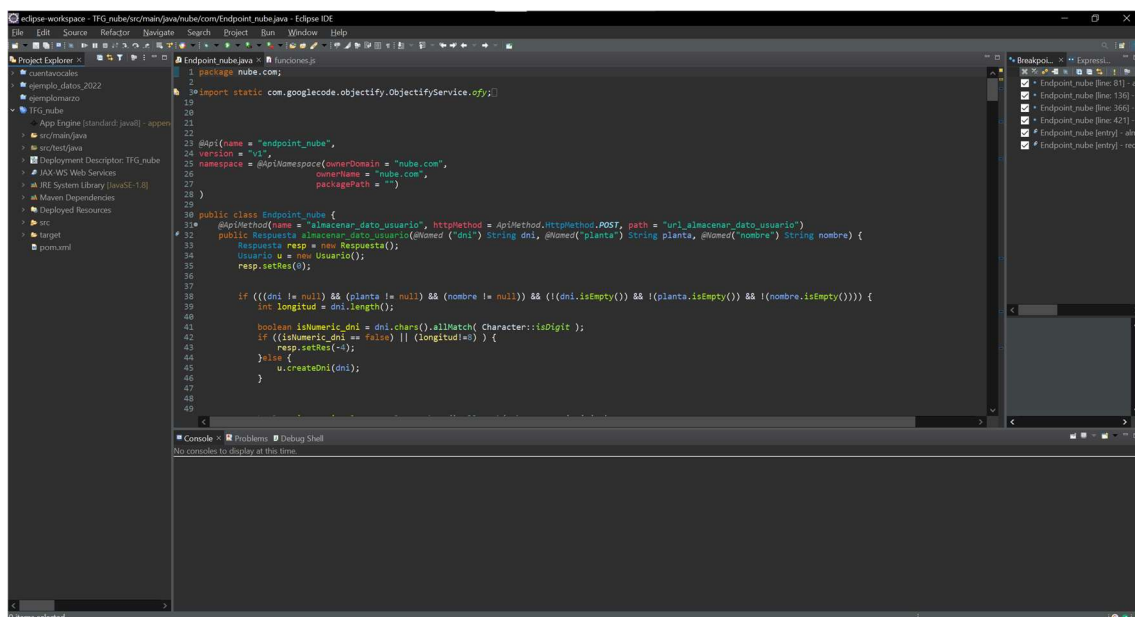 eclipse-workspace - TFG_nube/src/main/java/nube/com/Endpoint_nube.java - Eclipse IDE
File Edit Source Refactor Navigate Search Project Run Window Help
Project Explorer
cuentavocales
ejemplo_datos_2022
ejemplomarzo
TFG_nube
App Engine [standard: java8] - appen
src/main/java
src/test/java
Deployment Descriptor: TFG_nube
JAX-WS Web Services
JRE System Library [JavaSE-1.8]
Maven Dependencies
Deployed Resources
src
target
pom.xml
Endpoint_nube.java funciones.js
1 package nube.com;
2
3 import static com.googlecode.objectify.ObjectifyService.ofy;
19
20
21
22
23 @Api(name = "endpoint_nube",
24 version = "v1",
25 namespace = @ApiNamespace(ownerDomain = "nube.com",
26 ownerName = "nube.com",
27 packagePath = "")
28 )
29
30 public class Endpoint_nube {
31 @ApiMethod(name = "almacenar_dato_usuario", httpMethod = ApiMethod.HttpMethod.POST, path = "url_almacenar_dato_usuario")
32 public Respuesta almacenar_dato_usuario(@Named ("dni") String dni, @Named("planta") String planta, @Named("nombre") String nombre) {
33 Respuesta resp = new Respuesta();
34 Usuario u = new Usuario();
35 resp.setRes(0);
36
37
38 if (((dni != null) && (planta != null) && (nombre != null)) && (!(dni.isEmpty()) && !(planta.isEmpty()) && !(nombre.isEmpty()))) {
39 int longitud = dni.length();
40
41 boolean isNumeric_dni = dni.chars().allMatch( Character::isDigit );
42 if ((isNumeric_dni == false) || (longitud!=8) ) {
43 resp.setRes(-4);
44 }else {
45 u.createDni(dni);
46 }
47
48
49
Breakpoi... Expressi...
Endpoint_nube [line: 81] - a
Endpoint_nube [line: 136] -
Endpoint_nube [line: 366] -
Endpoint_nube [line: 421] -
Endpoint_nube [entry] - alm
Endpoint_nube [entry] - rec
Console Problems Debug Shell
No consoles to display at this time.